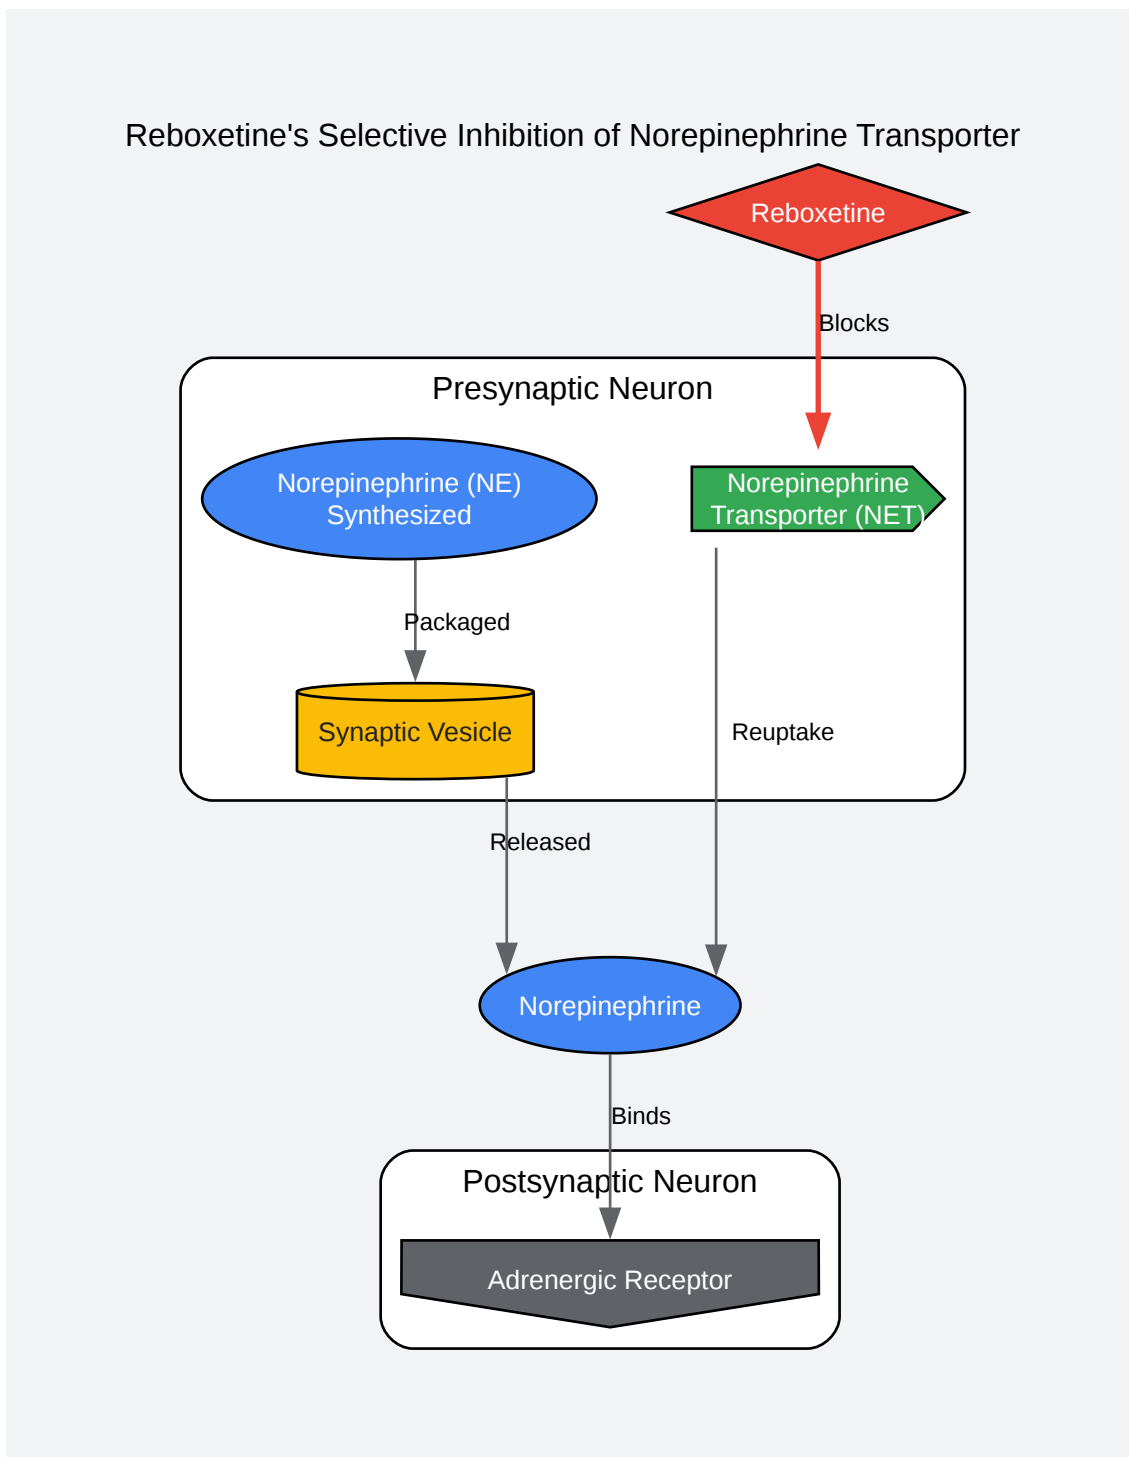 Reboxetine's Selective Inhibition of Norepinephrine Transporter
Reboxetine
Blocks
Presynaptic Neuron
Norepinephrine (NE)
Synthesized
Norepinephrine
Transporter (NET)
Packaged
Synaptic Vesicle
Reuptake
Released
Norepinephrine
Binds
Postsynaptic Neuron
Adrenergic Receptor